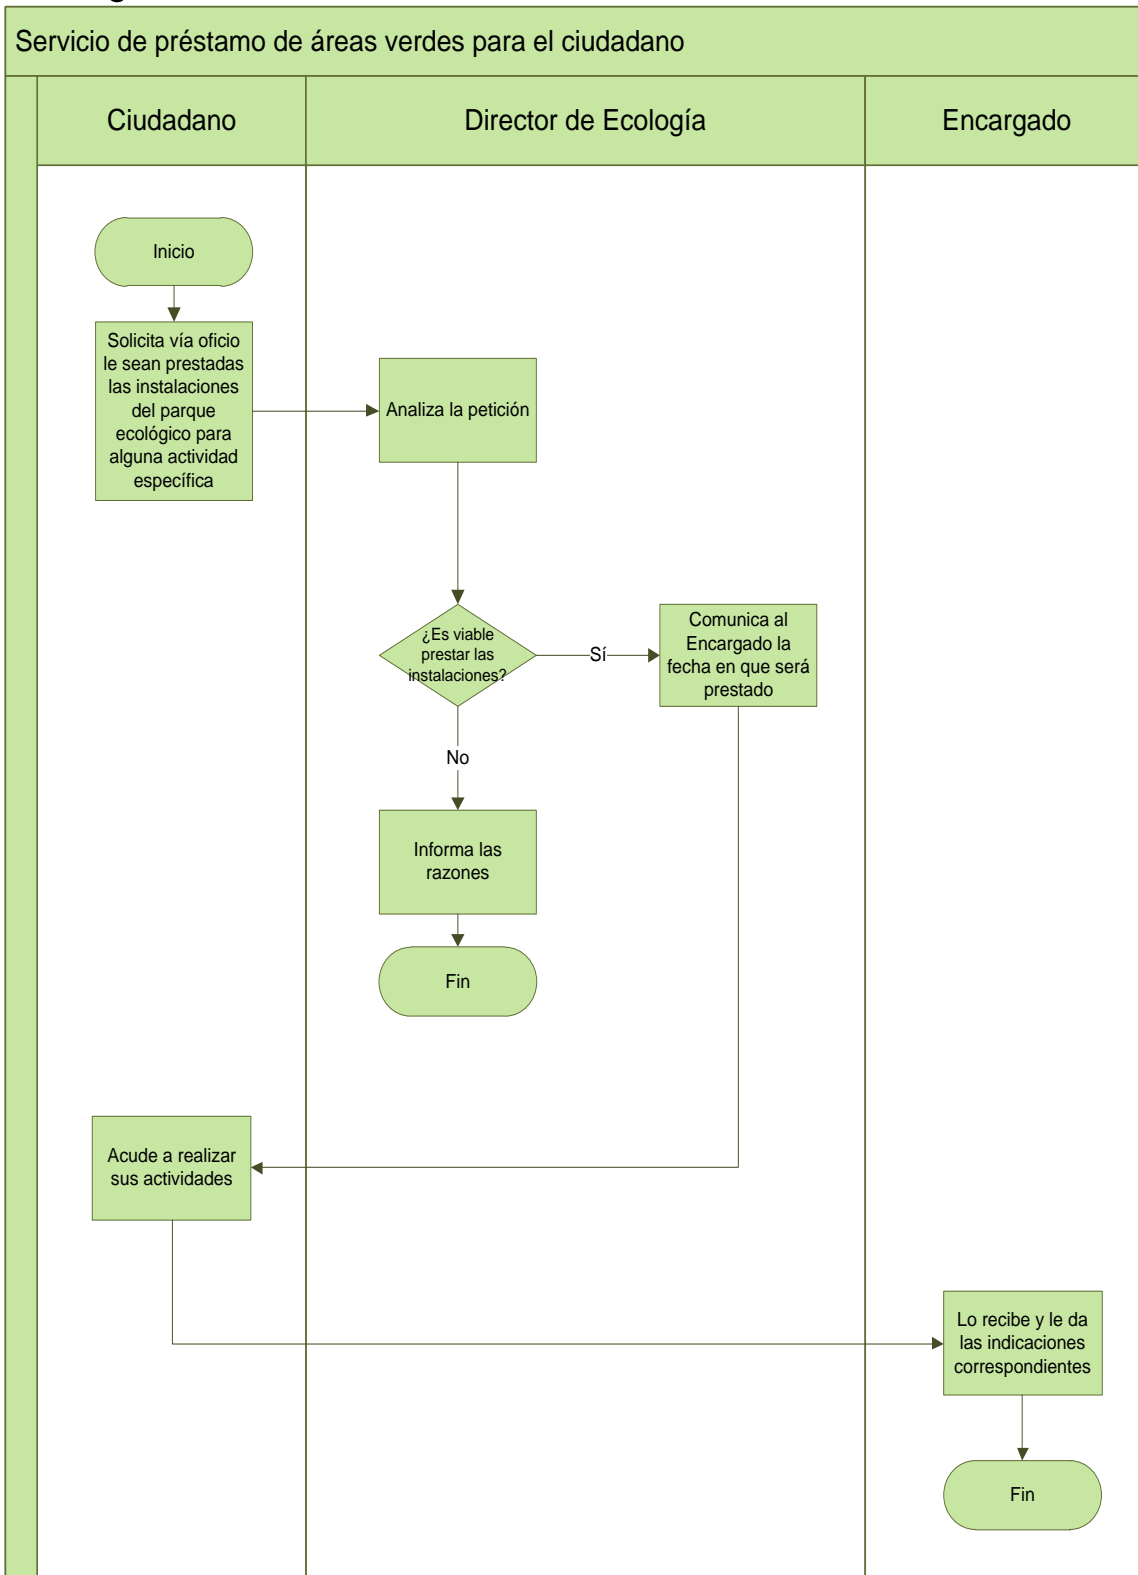 Servicio de préstamo de áreas verdes para el ciudadano
Ciudadano
Director de Ecología
Encargado
Inicio
Solicita vía oficio
le sean prestadas
las instalaciones
del parque
ecológico para
alguna actividad
específica
Analiza la petición
¿Es viable
prestar las
instalaciones?
Sí
Comunica al
Encargado la
fecha en que será
prestado
No
Informa las
razones
Fin
Acude a realizar
sus actividades
Lo recibe y le da
las indicaciones
correspondientes
Fin